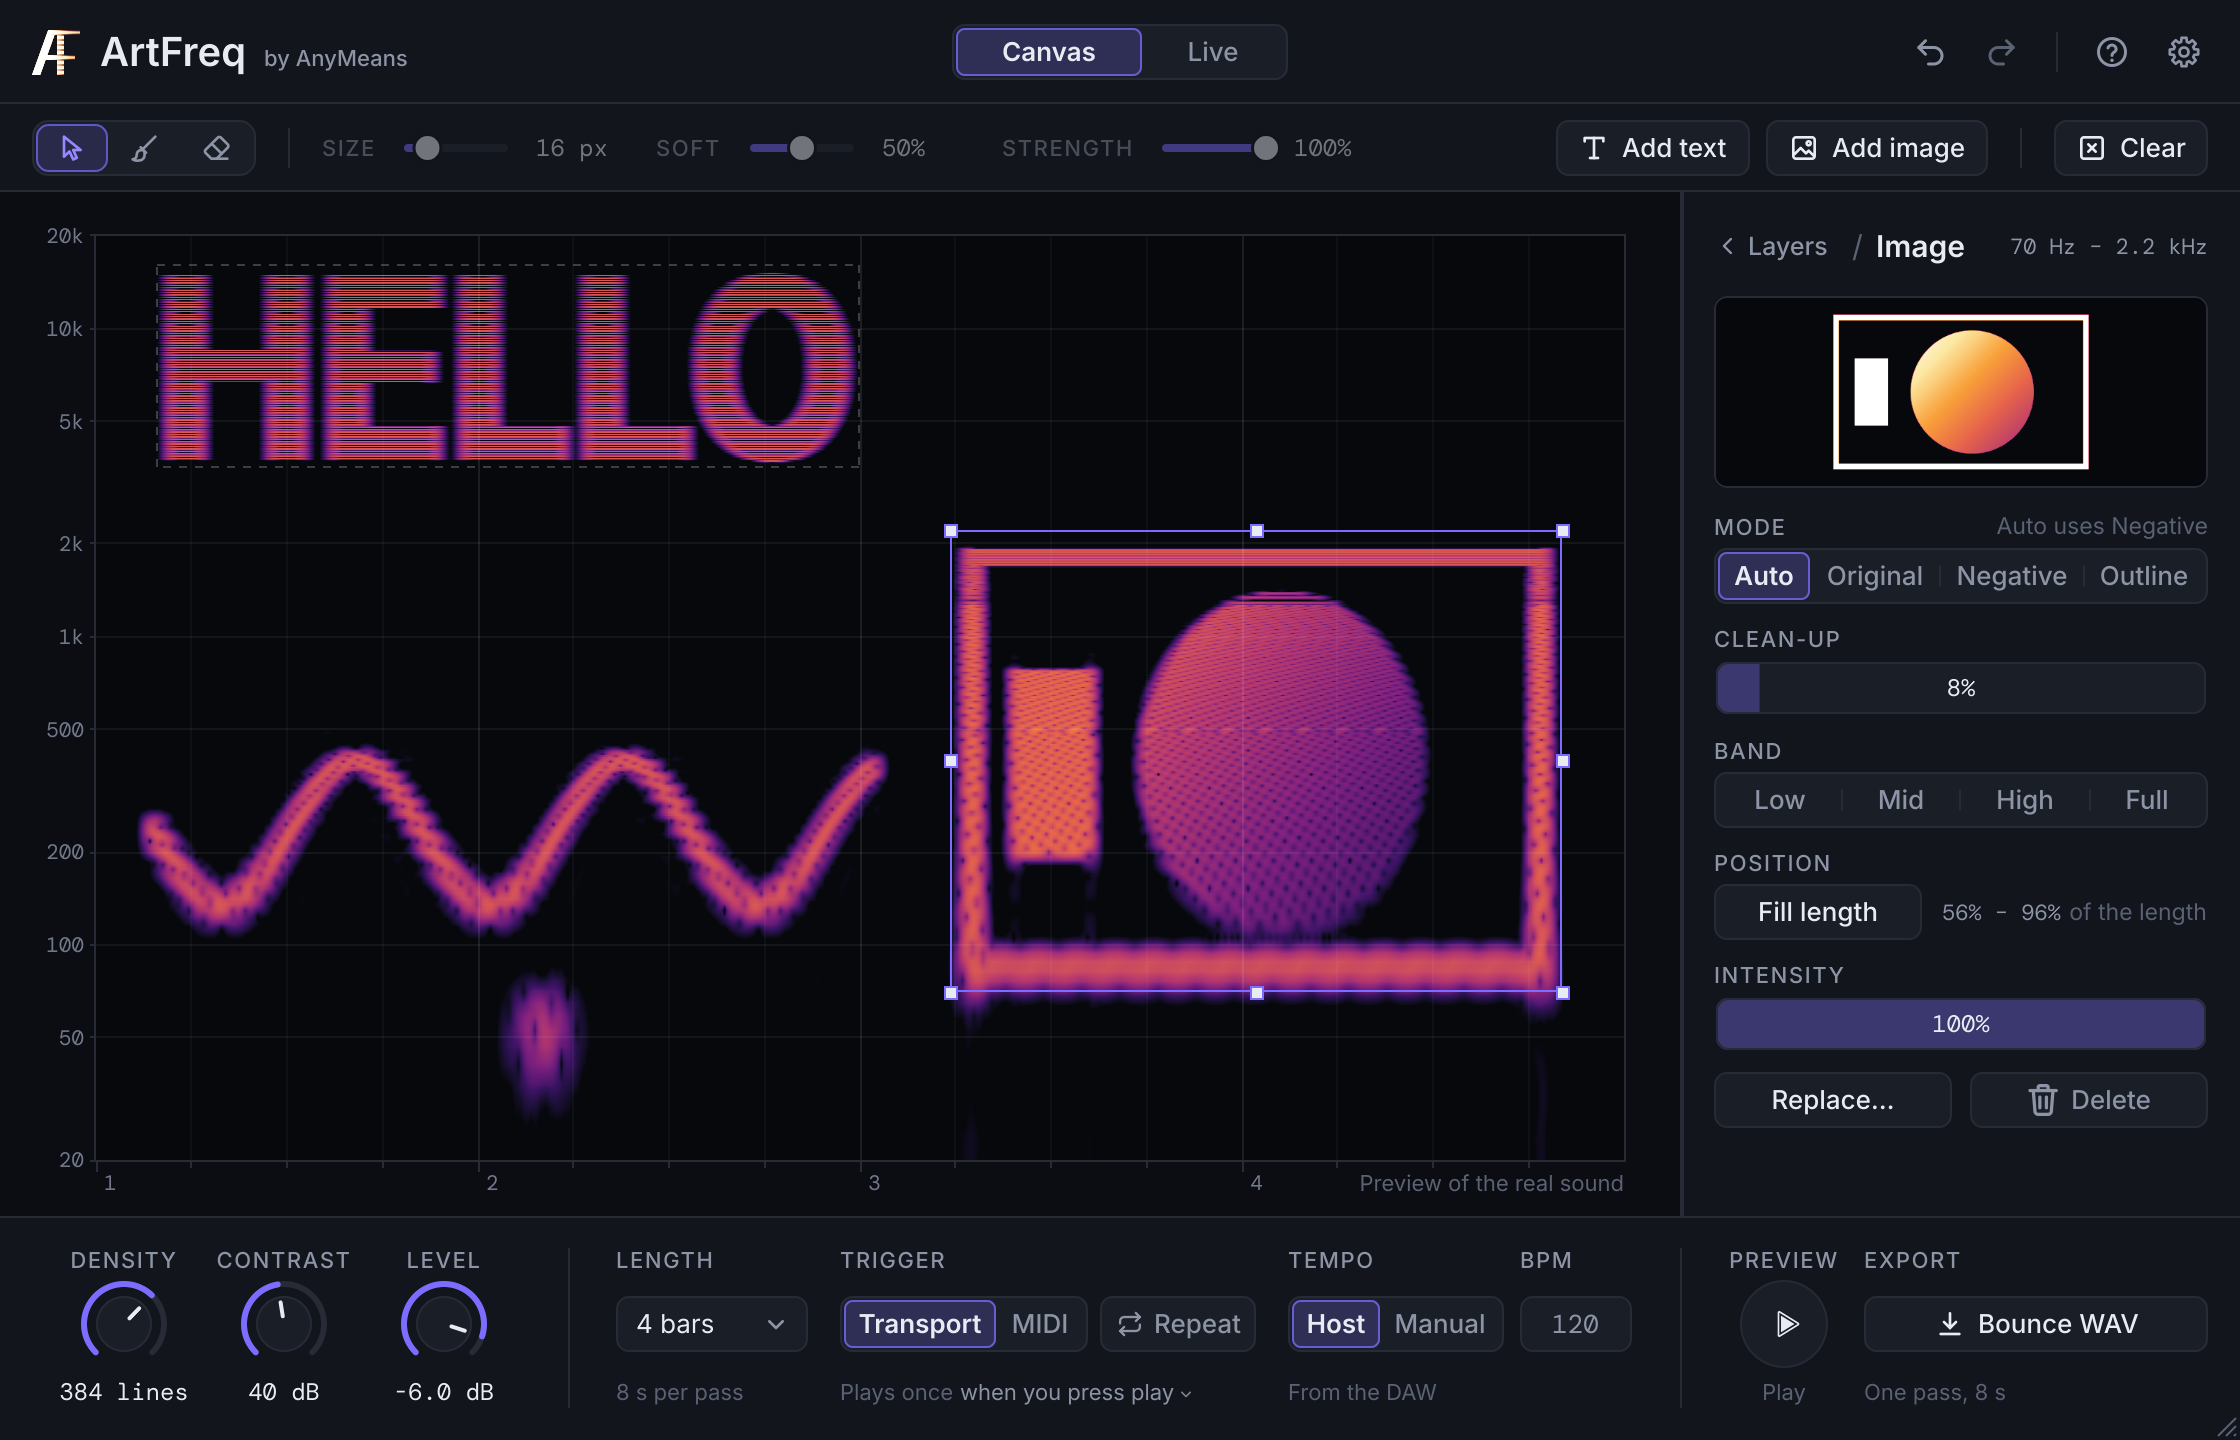 ArtFreq by AnyMeans
Canvas Live
SIZE 16 px SOFT 50% STRENGTH 100%
Add text Add image Clear
20k
10k
5k
2k
1k
500
200
100
50
20
HELLO
1 2 3 4 Preview of the real sound
Layers / Image 70 Hz – 2.2 kHz
MODE Auto uses Negative
Auto Original Negative Outline
CLEAN-UP
8%
BAND
Low Mid High Full
POSITION
Fill length 56% – 96% of the length
INTENSITY
100%
Replace... Delete
DENSITY CONTRAST LEVEL LENGTH TRIGGER TEMPO BPM PREVIEW EXPORT
4 bars Transport MIDI Repeat Host Manual 120 Bounce WAV
384 lines 40 dB -6.0 dB 8 s per pass Plays once when you press play From the DAW Play One pass, 8 s